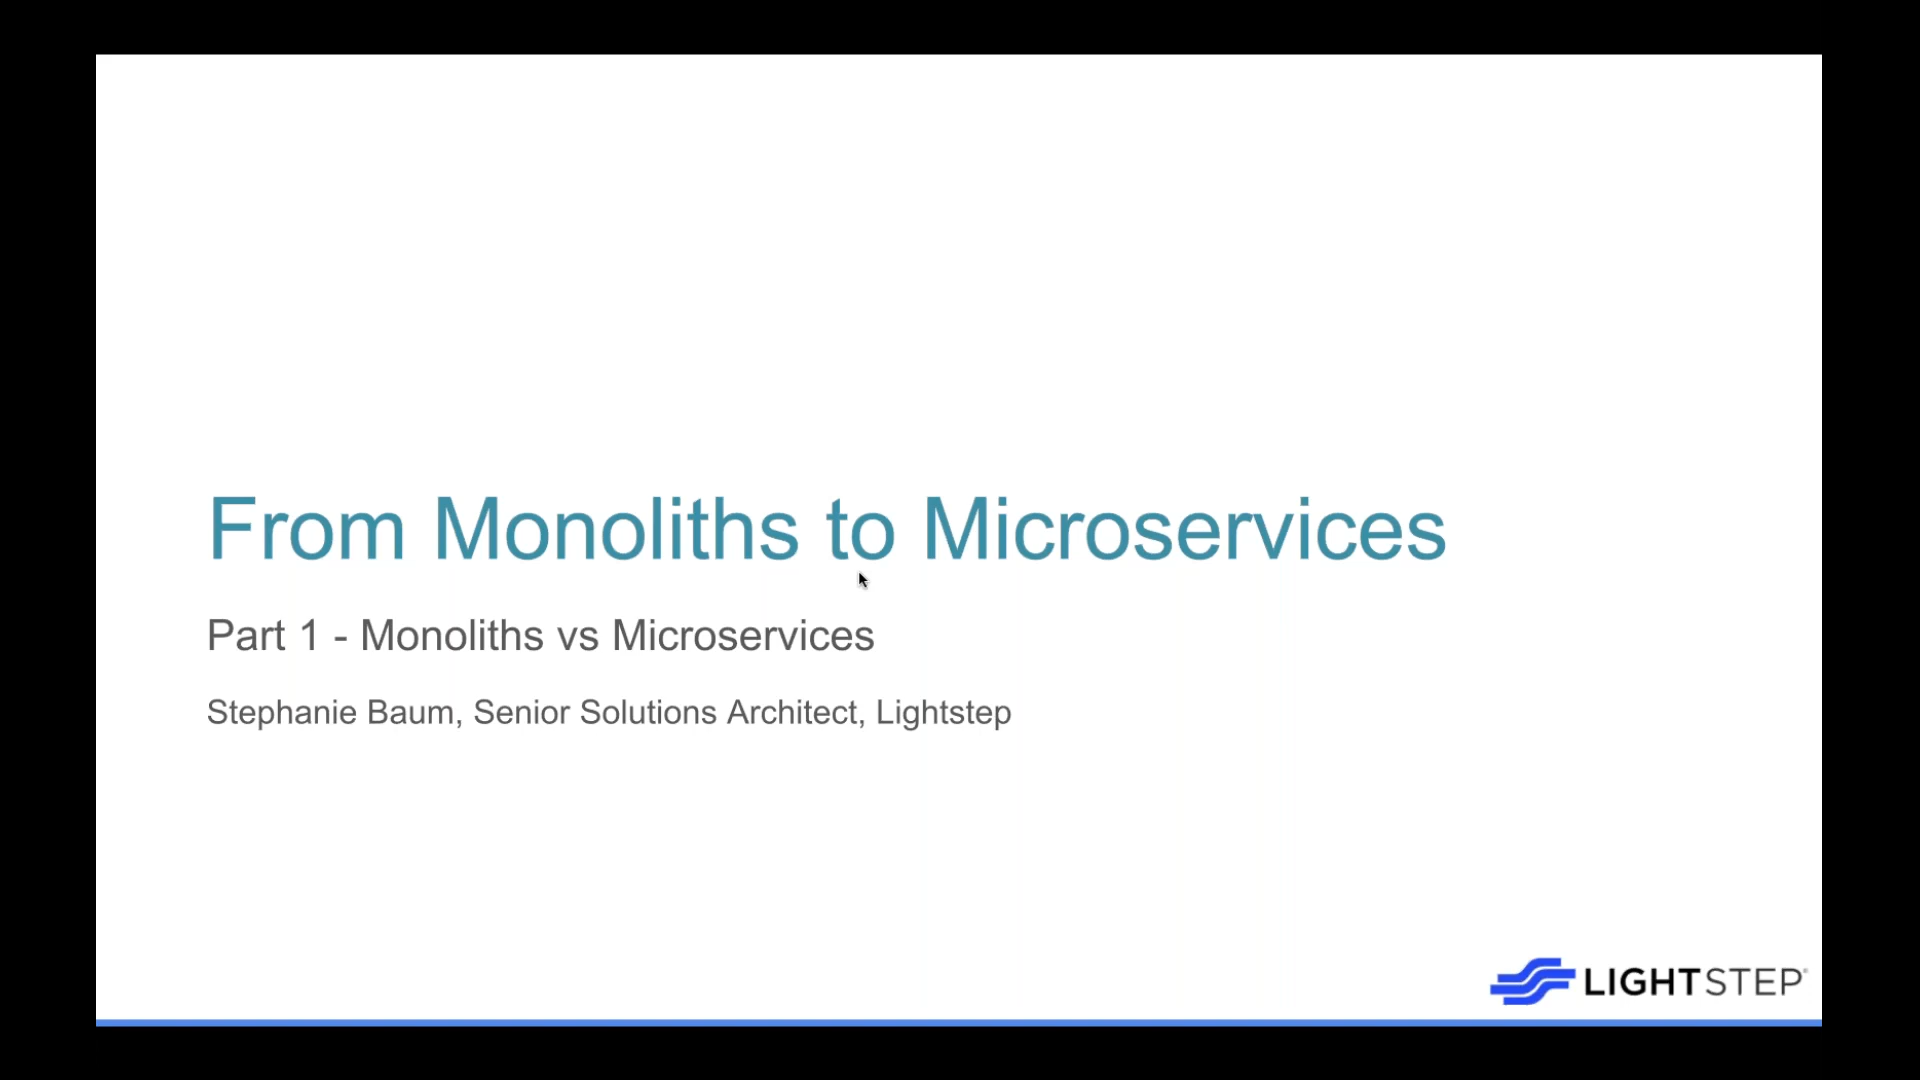 From Monoliths to Microservices
Part 1 - Monoliths vs Microservices
Stephanie Baum, Senior Solutions Architect, Lightstep
LIGHTSTEP